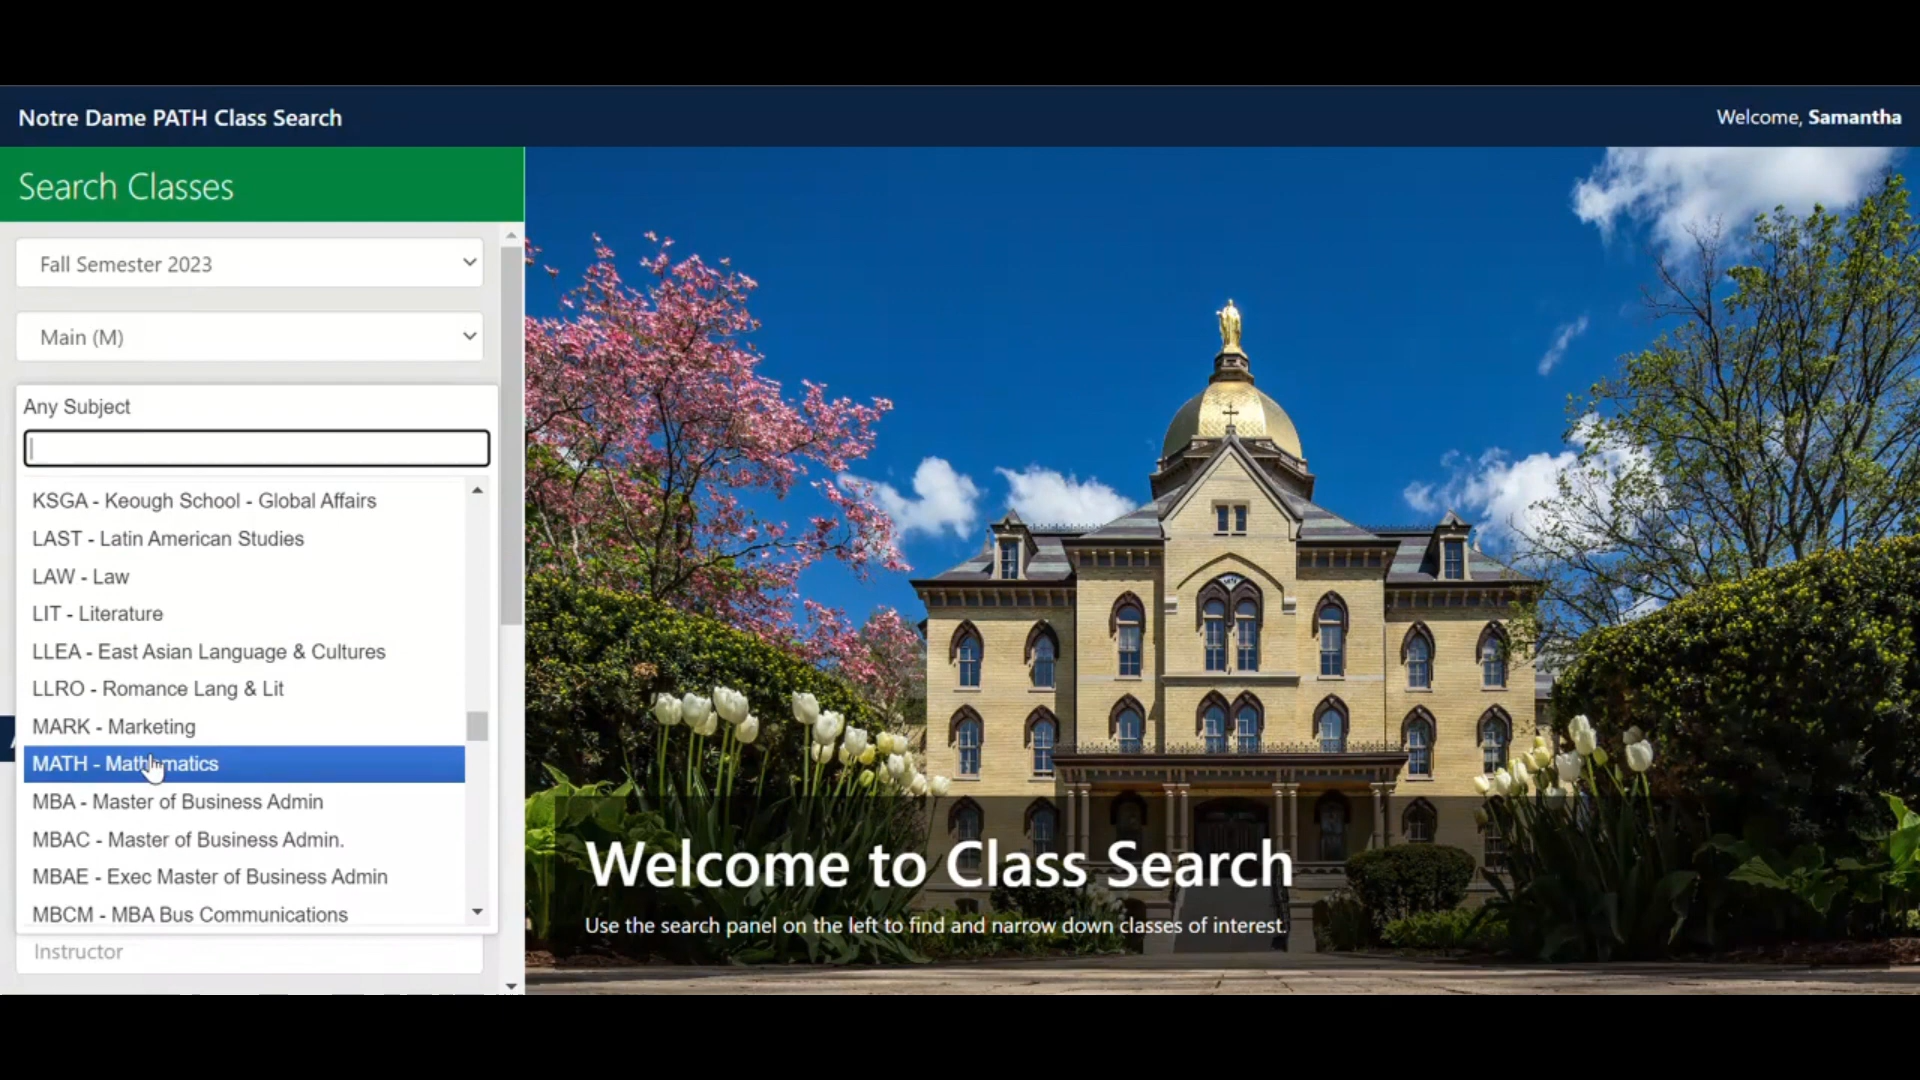 Notre Dame PATH Class Search
Welcome, Samantha
Search Classes
Fall Semester 2023
Main (M)
Any Subject
KSGA - Keough School - Global Affairs
LAST - Latin American Studies
LAW - Law
LIT - Literature
LLEA - East Asian Language & Cultures
LLRO - Romance Lang & Lit
MARK - Marketing
MATH - Mathematics
MBA - Master of Business Admin
MBAC - Master of Business Admin.
MBAE - Exec Master of Business Admin
MBCM - MBA Bus Communications
Instructor
Welcome to Class Search
Use the search panel on the left to find and narrow down classes of interest.